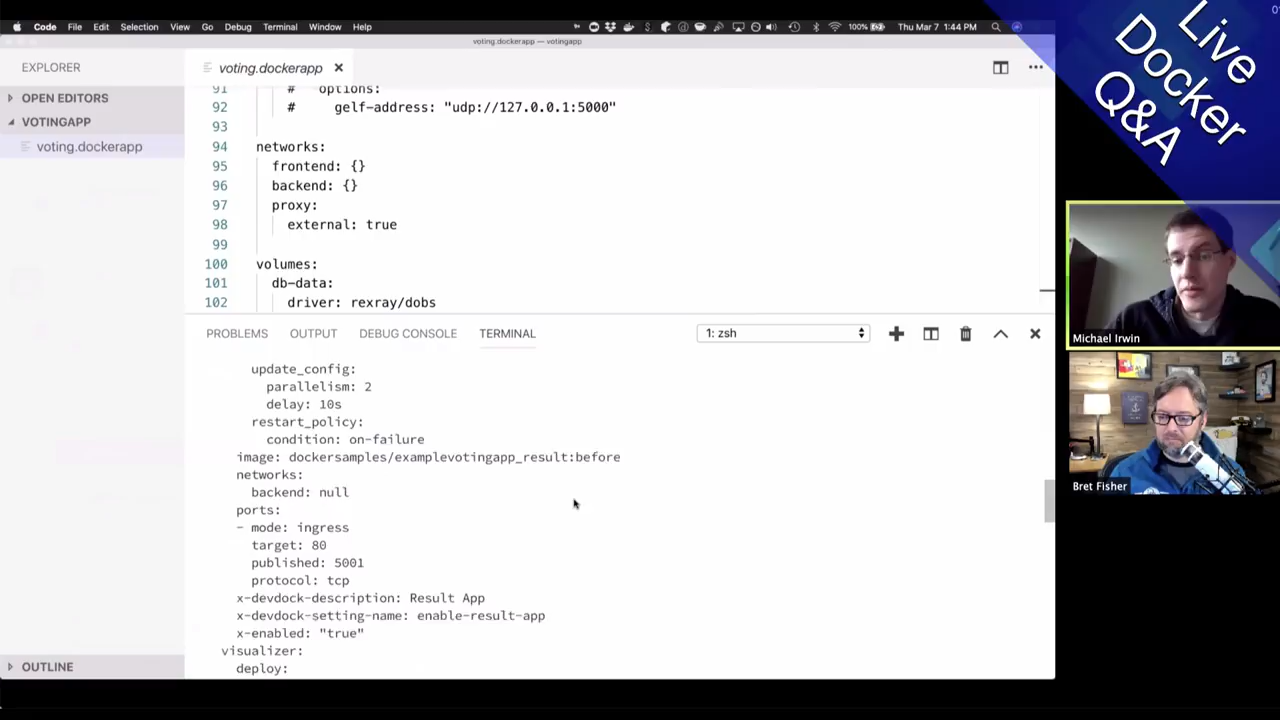 Code File Edit Selection View Go Debug Terminal Window Help
100% Thu Mar 7 1:44 PM
voting.dockerapp — votingapp
EXPLORER
OPEN EDITORS
VOTINGAPP
voting.dockerapp
OUTLINE
voting.dockerapp
91 # options:
92 # gelf-address: "udp://127.0.0.1:5000"
93
94 networks:
95 frontend: {}
96 backend: {}
97 proxy:
98 external: true
99
100 volumes:
101 db-data:
102 driver: rexray/dobs
PROBLEMS OUTPUT DEBUG CONSOLE TERMINAL
1: zsh
update_config:
parallelism: 2
delay: 10s
restart_policy:
condition: on-failure
image: dockersamples/examplevotingapp_result:before
networks:
backend: null
ports:
- mode: ingress
target: 80
published: 5001
protocol: tcp
x-devdock-description: Result App
x-devdock-setting-name: enable-result-app
x-enabled: "true"
visualizer:
deploy:
Live
Docker
Q&A
Michael Irwin
Bret Fisher